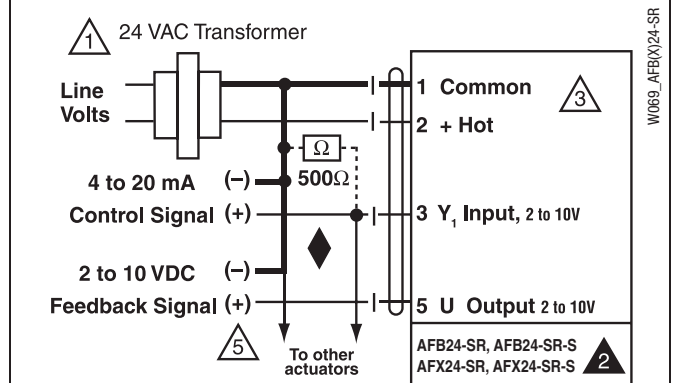 1 24 VAC Transformer
Line
Volts
1 Common
3
2 + Hot
Ω
4 to 20 mA (–)
500Ω
Control Signal (+)
3 Y1 Input, 2 to 10V
2 to 10 VDC (–)
Feedback Signal (+)
5 U Output 2 to 10V
5
To other
actuators
AFB24-SR, AFB24-SR-S
AFX24-SR, AFX24-SR-S
2
W069_AFB(X)24-SR